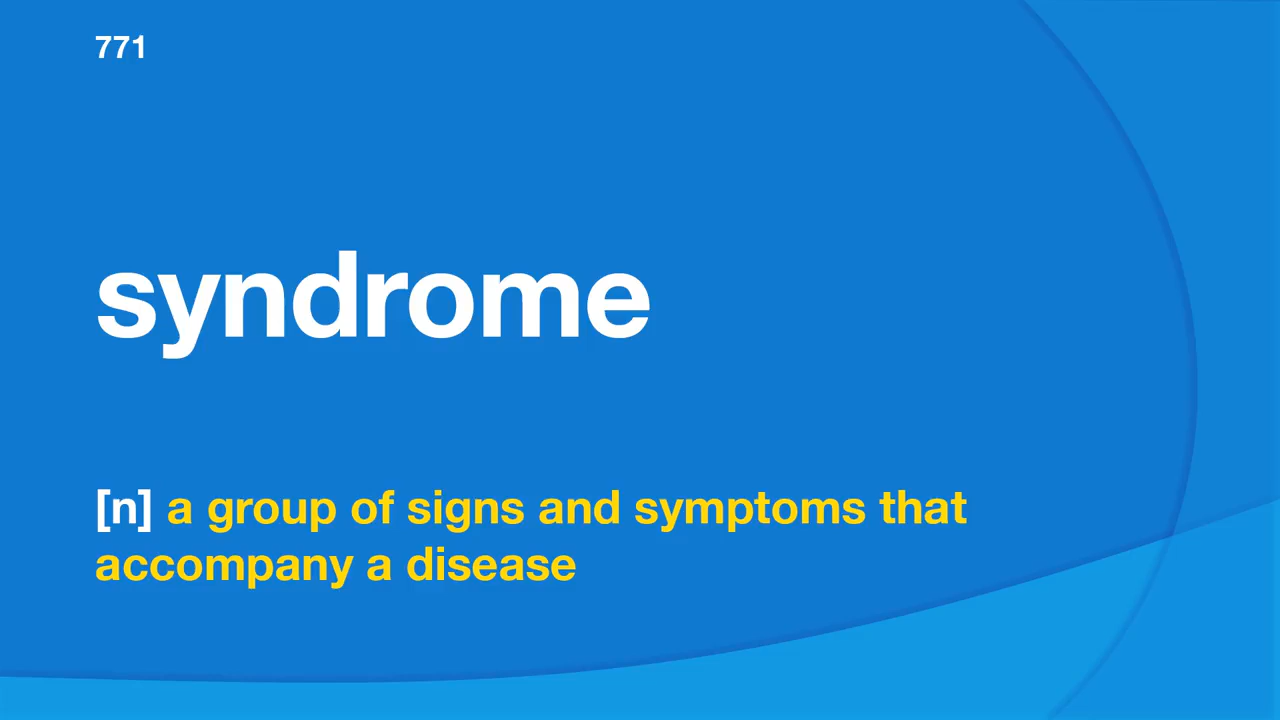 771
syndrome
[n] a group of signs and symptoms that
accompany a disease